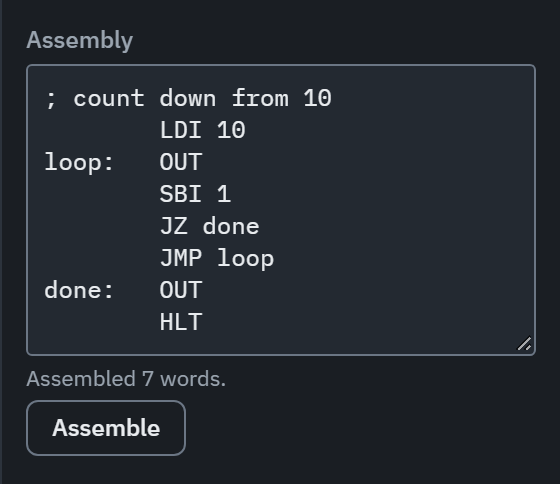 Assembly
; count down from 10
        LDI 10
loop:   OUT
        SBI 1
        JZ done
        JMP loop
done:   OUT
        HLT
Assembled 7 words.
Assemble